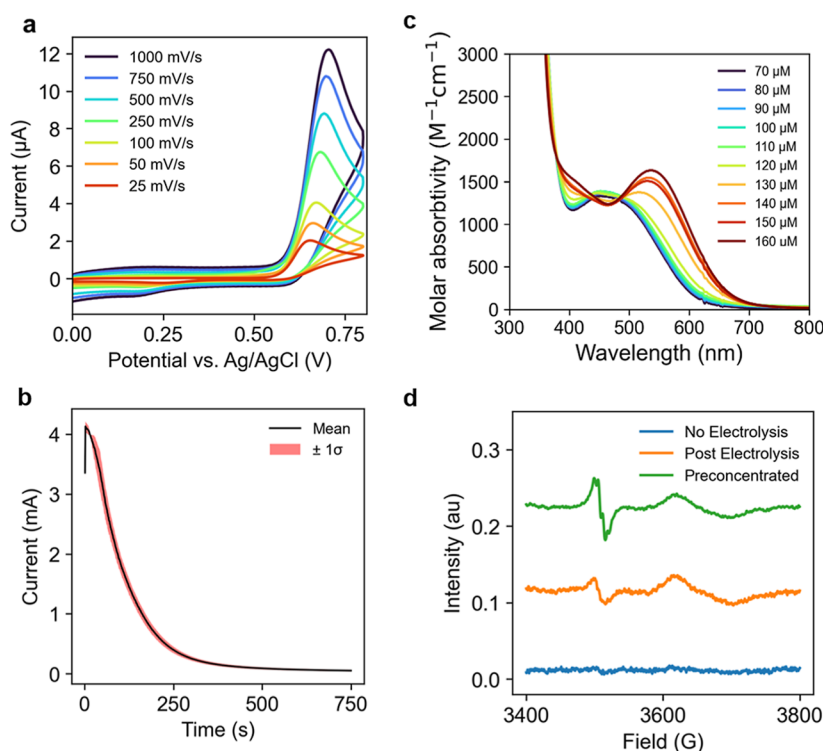 a
12
10
8
6
4
2
0
Current (µA)
1000 mV/s
750 mV/s
500 mV/s
250 mV/s
100 mV/s
50 mV/s
25 mV/s
0.00
0.25
0.50
0.75
Potential vs. Ag/AgCl (V)
c
3000
2500
2000
1500
1000
500
0
Molar absorbtivity (M⁻¹cm⁻¹)
70 µM
80 µM
90 µM
100 µM
110 µM
120 µM
130 µM
140 µM
150 µM
160 uM
300
400
500
600
700
800
Wavelength (nm)
b
4
3
2
1
0
Current (mA)
Mean
± 1σ
0
250
500
750
Time (s)
d
0.3
0.2
0.1
0.0
Intensity (au)
No Electrolysis
Post Electrolysis
Preconcentrated
3400
3600
3800
Field (G)